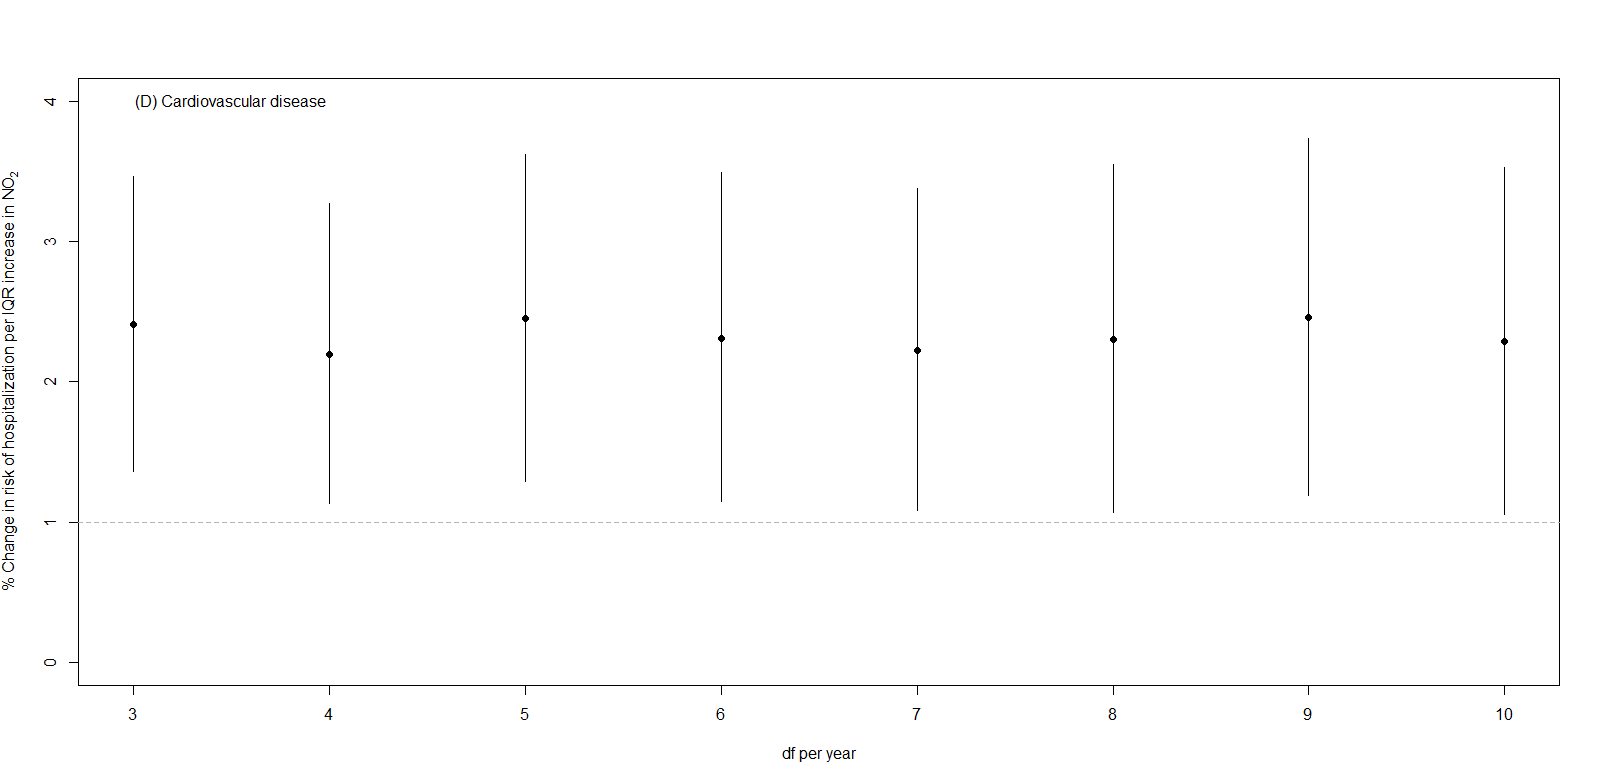 (D) Cardiovascular disease
% Change in risk of hospitalization per IQR increase in NO₂
4
3
2
1
0
3 4 5 6 7 8 9 10
df per year